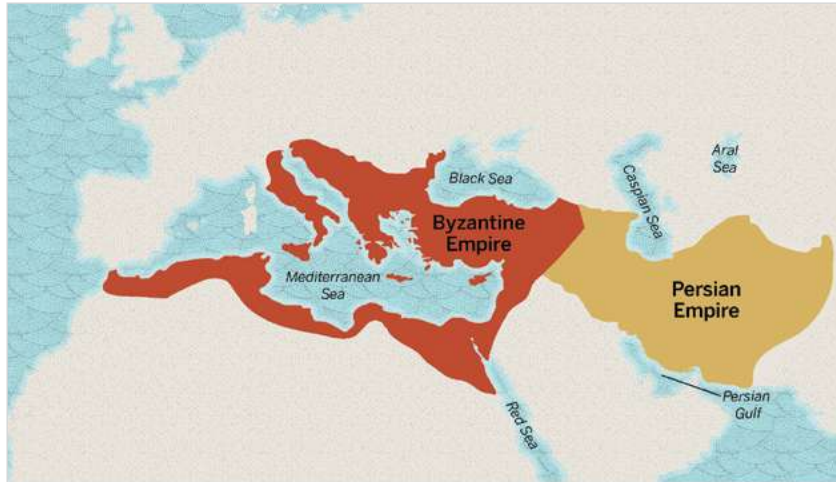 Aral
Sea
Black Sea
Caspian Sea
Byzantine
Empire
Mediterranean
Sea
Persian
Empire
Persian
Gulf
Red Sea